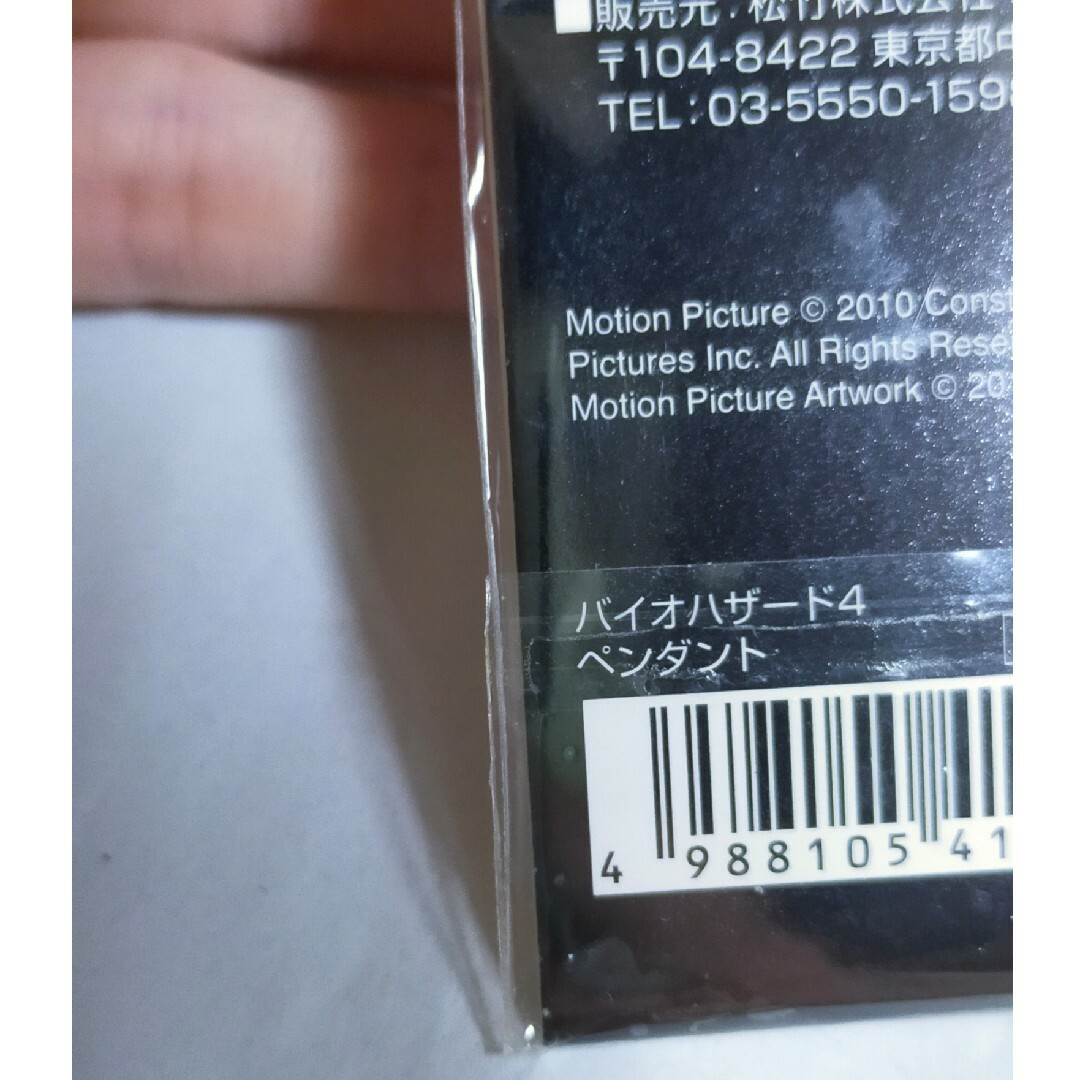 ■販売元:松竹株式会社
〒104-8422 東京都中
TEL:03-5550-159
Motion Picture © 2010 Const
Pictures Inc. All Rights Rese
Motion Picture Artwork © 20
バイオハザード4
ペンダント
4 988105 41